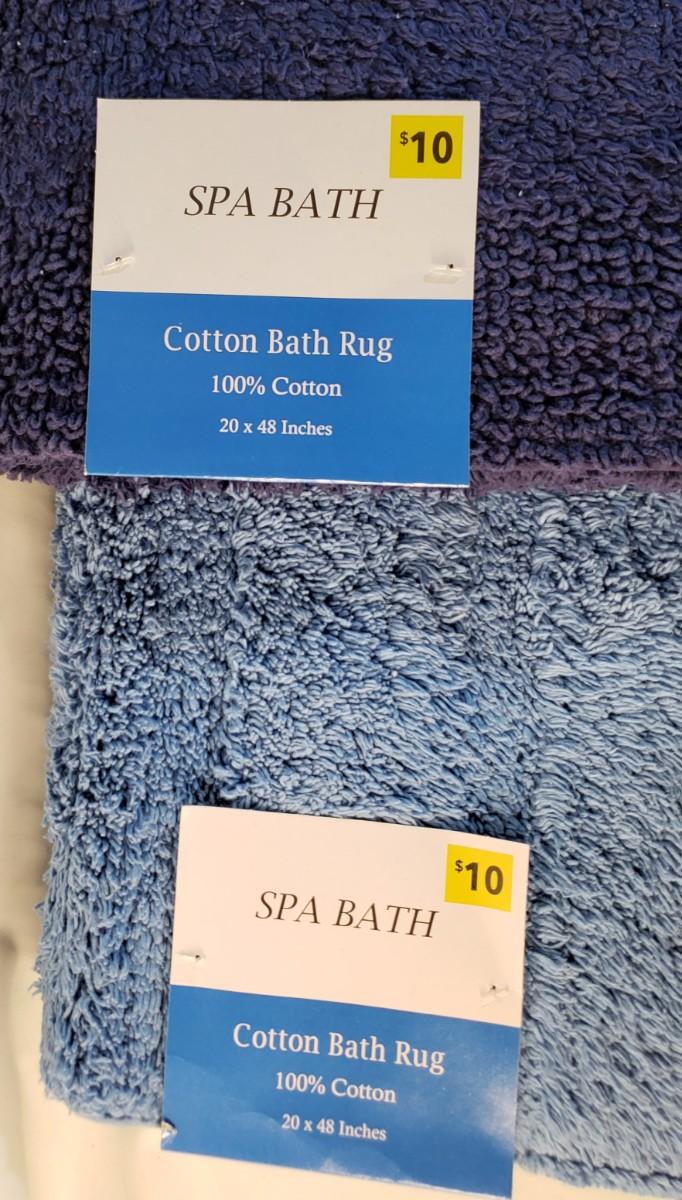 $10
SPA BATH
Cotton Bath Rug
100% Cotton
20 x 48 Inches
$10
SPA BATH
Cotton Bath Rug
100% Cotton
20 x 48 Inches